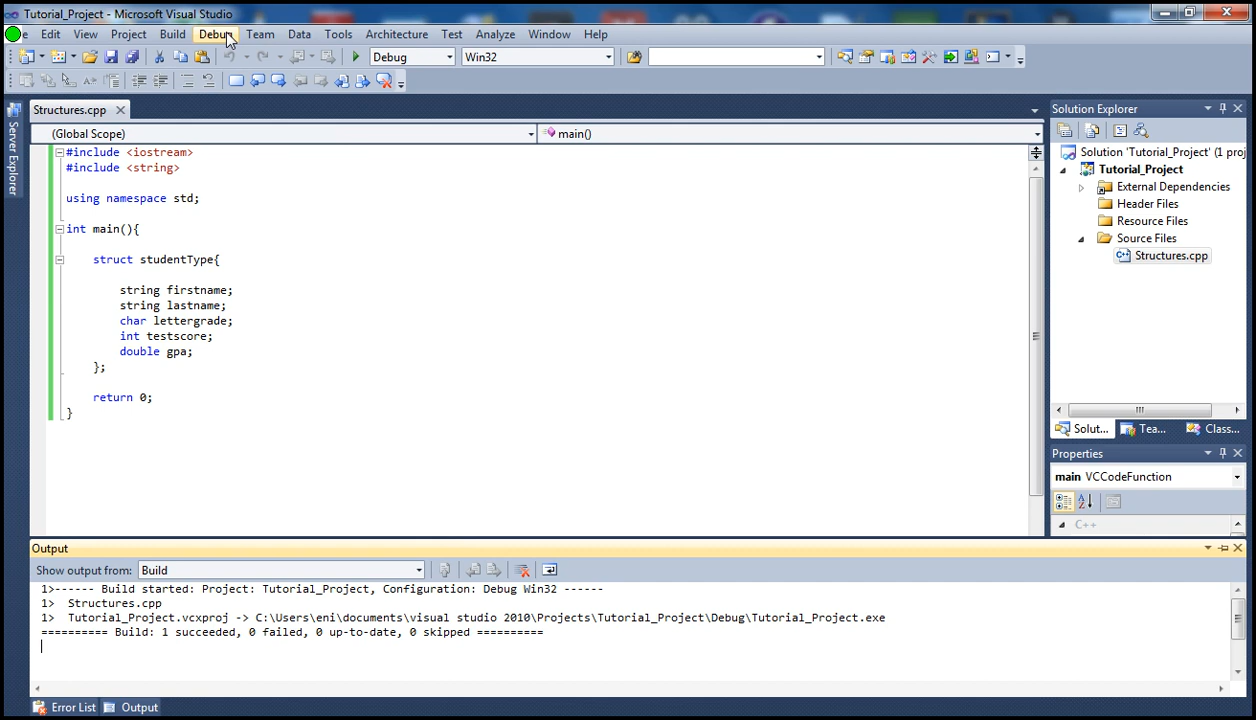 Tutorial_Project - Microsoft Visual Studio
e Edit View Project Build Debug Team Data Tools Architecture Test Analyze Window Help
Debug Win32
Structures.cpp
Server Explorer
(Global Scope) main()
#include <iostream>
#include <string>
using namespace std;
int main(){
struct studentType{
string firstname;
string lastname;
char lettergrade;
int testscore;
double gpa;
};
return 0;
}
Solution Explorer
Solution 'Tutorial_Project' (1 proj
Tutorial_Project
External Dependencies
Header Files
Resource Files
Source Files
Structures.cpp
Solut... Tea... Class...
Properties
main VCCodeFunction
C++
Output
Show output from: Build
1>------ Build started: Project: Tutorial_Project, Configuration: Debug Win32 ------
1> Structures.cpp
1> Tutorial_Project.vcxproj -> C:\Users\eni\documents\visual studio 2010\Projects\Tutorial_Project\Debug\Tutorial_Project.exe
========== Build: 1 succeeded, 0 failed, 0 up-to-date, 0 skipped ==========
Error List Output